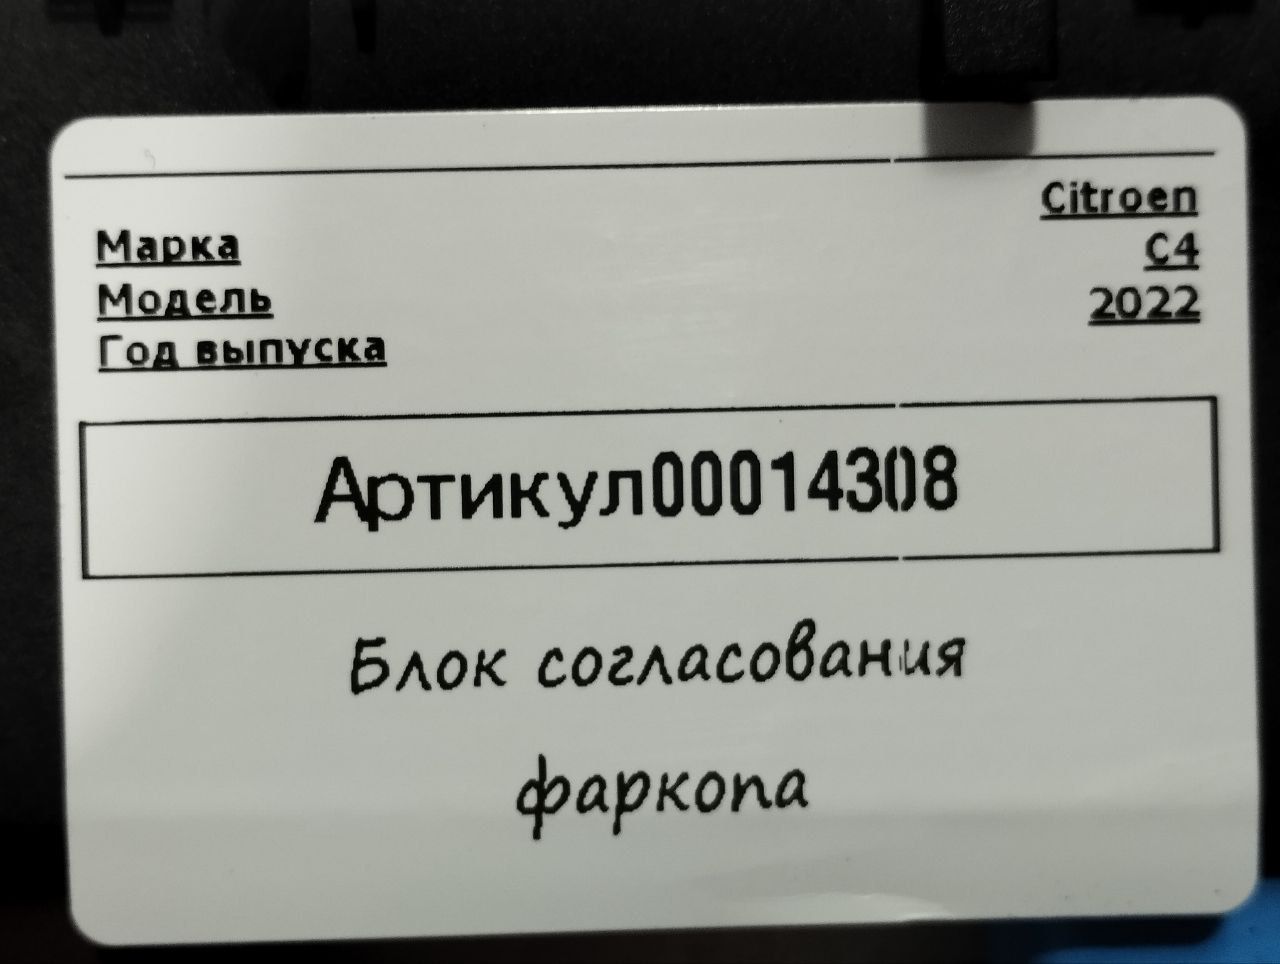 Citroen
Марка
C4
Модель
2022
Год выпуска
Артикул00014308
Блок согласования
фаркопа